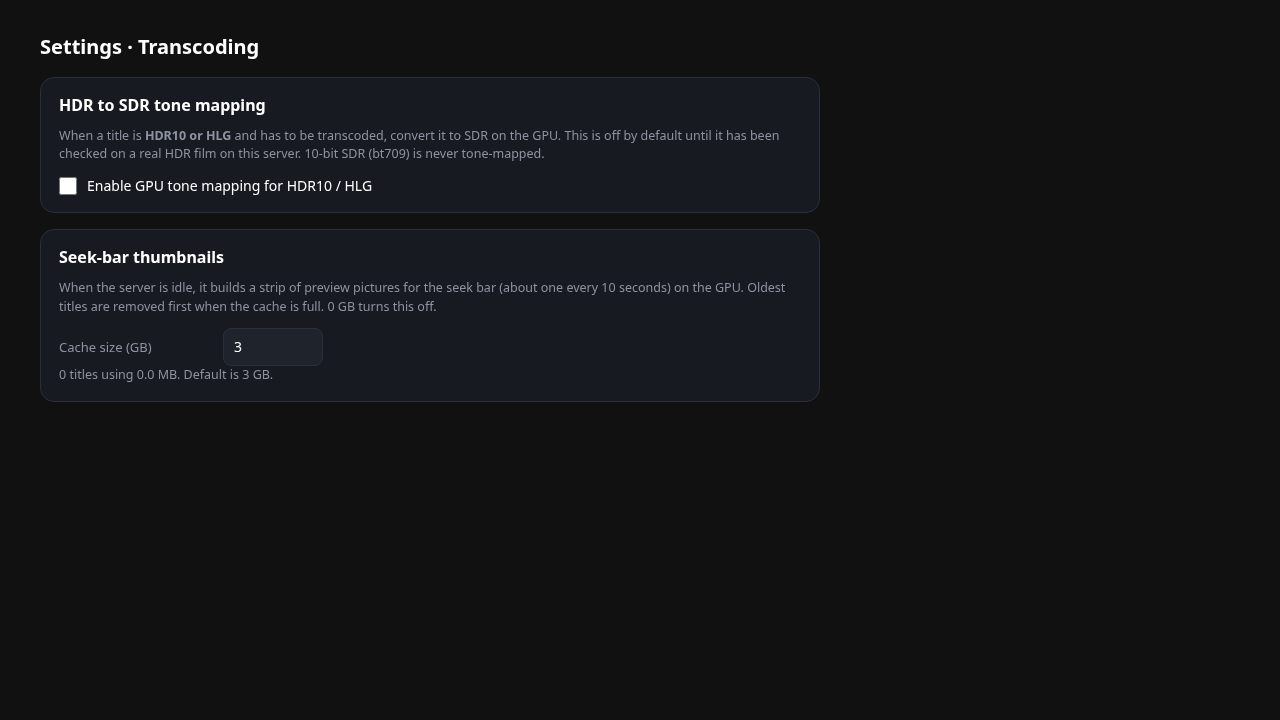 Settings · Transcoding
HDR to SDR tone mapping
When a title is HDR10 or HLG and has to be transcoded, convert it to SDR on the GPU. This is off by default until it has been
checked on a real HDR film on this server. 10-bit SDR (bt709) is never tone-mapped.
Enable GPU tone mapping for HDR10 / HLG
Seek-bar thumbnails
When the server is idle, it builds a strip of preview pictures for the seek bar (about one every 10 seconds) on the GPU. Oldest
titles are removed first when the cache is full. 0 GB turns this off.
Cache size (GB) 3
0 titles using 0.0 MB. Default is 3 GB.